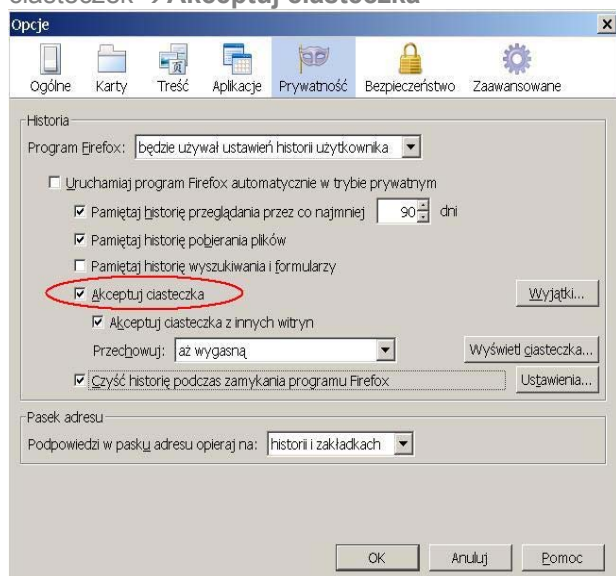 Akceptuj ciasteczka
Opcje
Ogólne Karty Treść Aplikacje Prywatność Bezpieczeństwo Zaawansowane
Historia
Program Firefox: będzie używał ustawień historii użytkownika
Uruchamiaj program Firefox automatycznie w trybie prywatnym
Pamiętaj historię przeglądania przez co najmniej 90 dni
Pamiętaj historię pobierania plików
Pamiętaj historię wyszukiwania i formularzy
Akceptuj ciasteczka Wyjątki...
Akceptuj ciasteczka z innych witryn
Przechowuj: aż wygasną Wyświetl ciasteczka...
Czyść historię podczas zamykania programu Firefox Ustawienia...
Pasek adresu
Podpowiedzi w pasku adresu opieraj na: historii i zakładkach
OK Anuluj Pomoc